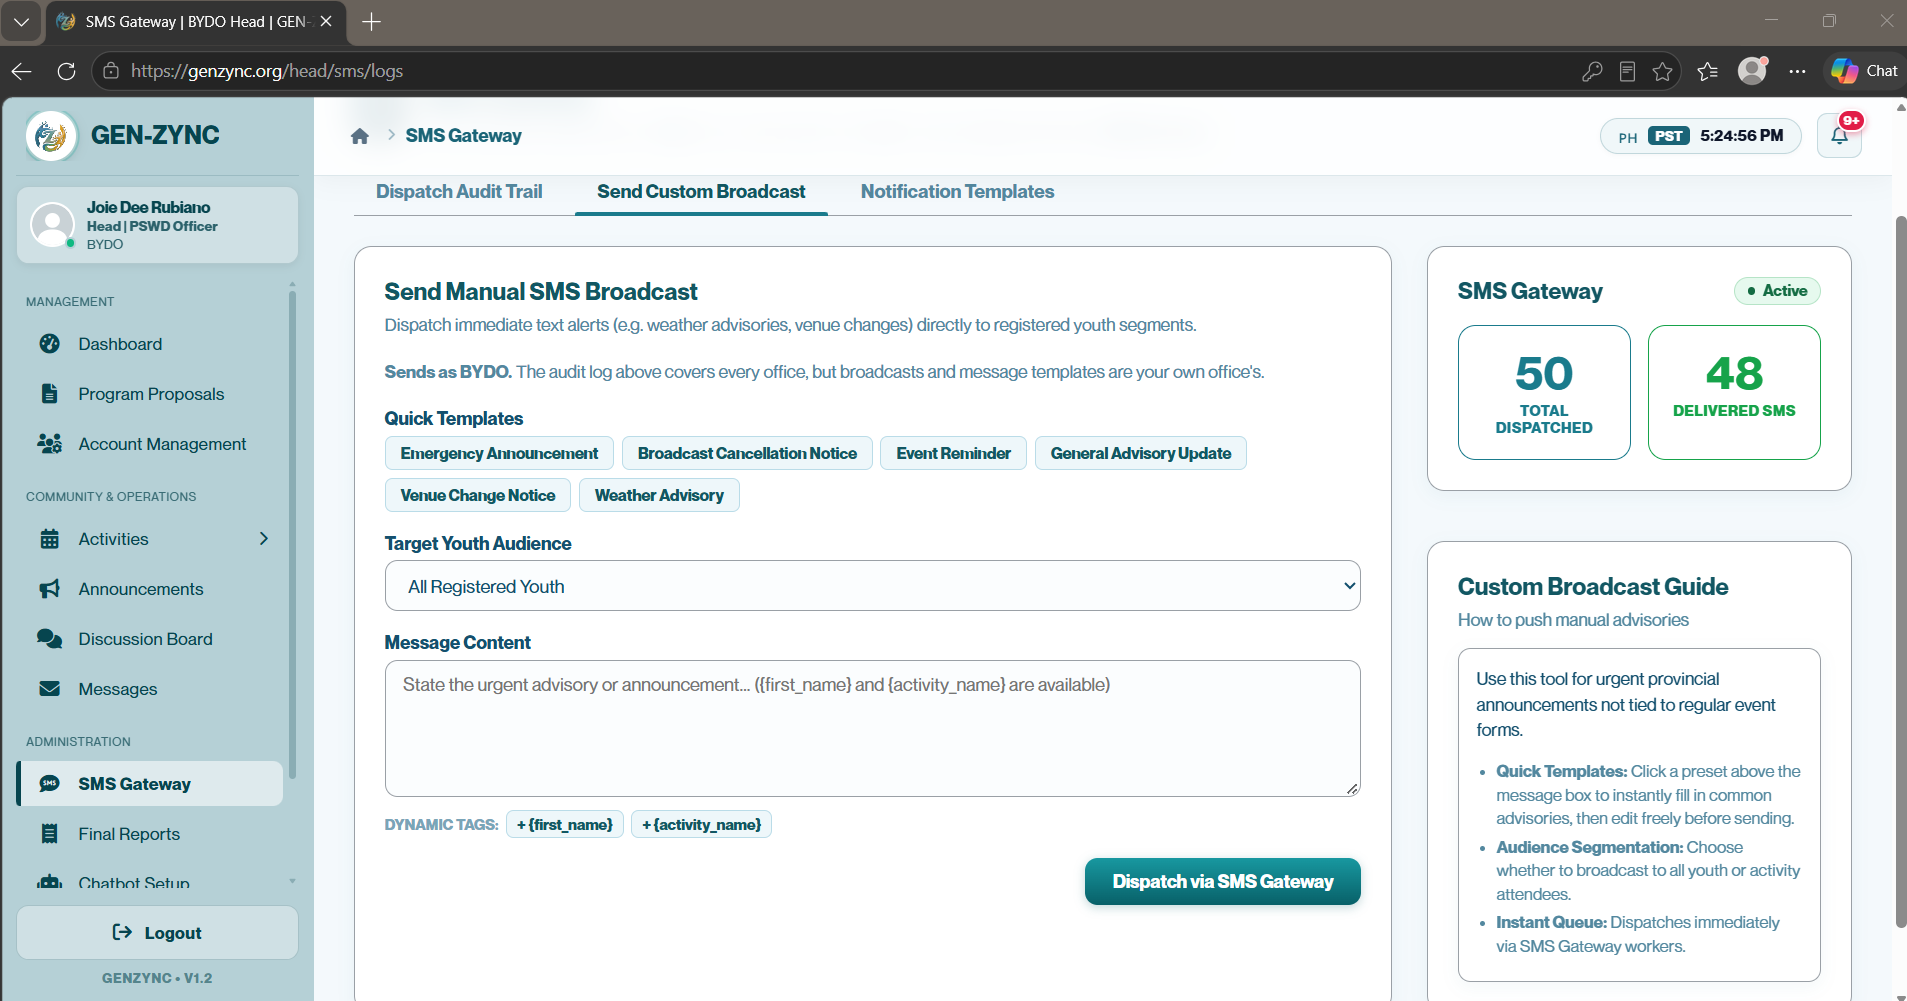 SMS Gateway | BYDO Head | GEN-
https://genzync.org/head/sms/logs
Chat
GEN-ZYNC
Joie Dee Rubiano
Head | PSWD Officer
BYDO
MANAGEMENT
Dashboard
Program Proposals
Account Management
COMMUNITY & OPERATIONS
Activities
Announcements
Discussion Board
Messages
ADMINISTRATION
SMS Gateway
Final Reports
Chatbot Setup
Logout
GENZYNC • V1.2
SMS Gateway
PH PST 5:24:56 PM
9+
Dispatch Audit Trail
Send Custom Broadcast
Notification Templates
Send Manual SMS Broadcast
Dispatch immediate text alerts (e.g. weather advisories, venue changes) directly to registered youth segments.
Sends as BYDO. The audit log above covers every office, but broadcasts and message templates are your own office's.
Quick Templates
Emergency Announcement
Broadcast Cancellation Notice
Event Reminder
General Advisory Update
Venue Change Notice
Weather Advisory
Target Youth Audience
All Registered Youth
Message Content
State the urgent advisory or announcement... ({first_name} and {activity_name} are available)
DYNAMIC TAGS: + {first_name} + {activity_name}
Dispatch via SMS Gateway
SMS Gateway
Active
50
TOTAL
DISPATCHED
48
DELIVERED SMS
Custom Broadcast Guide
How to push manual advisories
Use this tool for urgent provincial
announcements not tied to regular event
forms.
• Quick Templates: Click a preset above the
message box to instantly fill in common
advisories, then edit freely before sending.
• Audience Segmentation: Choose
whether to broadcast to all youth or activity
attendees.
• Instant Queue: Dispatches immediately
via SMS Gateway workers.